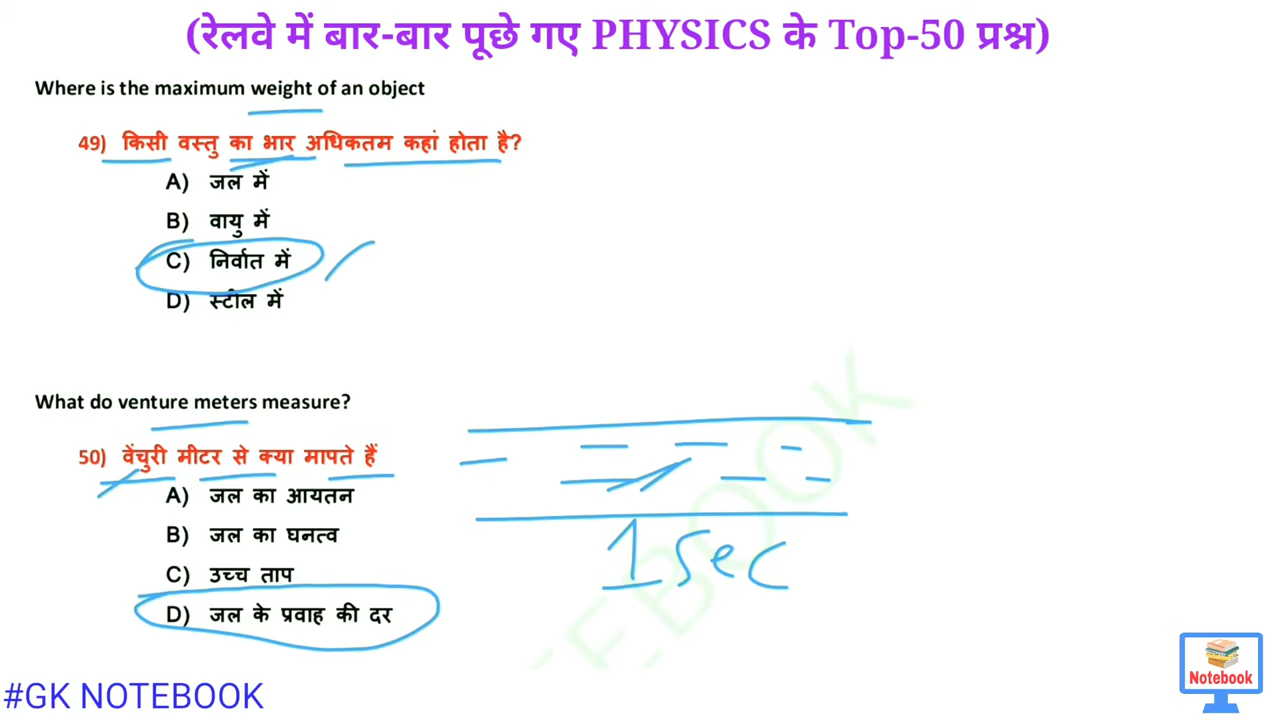 (रेलवे में बार-बार पूछे गए PHYSICS के Top-50 प्रश्न)
Where is the maximum weight of an object
49) किसी वस्तु का भार अधिकतम कहां होता है?
A) जल में
B) वायु में
C) निर्वात में
D) स्टील में
What do venture meters measure?
50) वेंचुरी मीटर से क्या मापते हैं
A) जल का आयतन
B) जल का घनत्व
C) उच्च ताप
D) जल के प्रवाह की दर
1 sec
EBOOK
Notebook
#GK NOTEBOOK